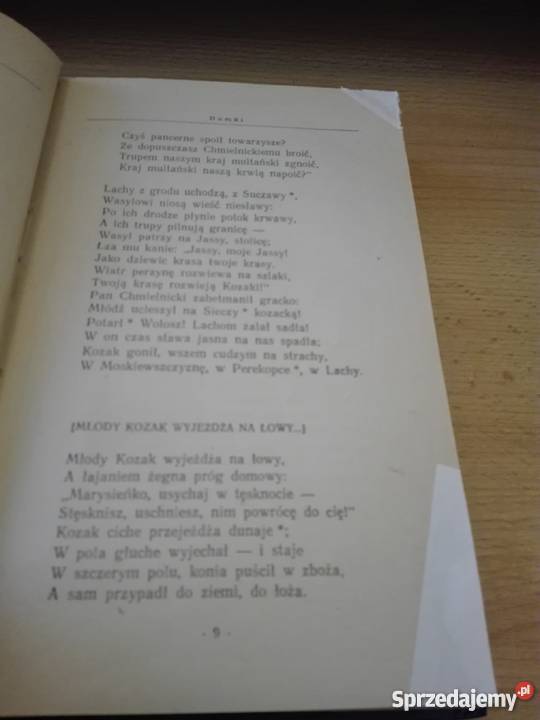 Dumki
Czyś pancerne spoił towarzysze?
Że dopuszczasz Chmielnickiemu broić,
Trupem naszym kraj multański zgnoić,
Kraj multański naszą krwią napoić?"
Lachy z grodu uchodzą, z Suczawy*,
Wasylowi niosą wieść niesławy:
Po ich drodze płynie potok krwawy,
A ich trupy pilnują granicę —
Wasyl patrzy na Jassy, stolicę;
Łza mu kanie: „Jassy, moje Jassy!
Jako dziewic krasa twoje krasy.
Wiatr perzynę rozwiewa na szlaki,
Twoją krasę rozwieją Kozaki!"
Pan Chmielnicki zahetmanił gracko:
Młódź ucieszył na Sieczy* kozacką!
Potarł* Wołosz! Lachom zalał sadła!
W on czas sława jasna na nas spadła;
Kozak gonił, wszem cudzym na strachy,
W Moskiewszczyznę, w Perekopce*, w Lachy.
[MŁODY KOZAK WYJEŻDŻA NA ŁOWY...]
Młody Kozak wyjeżdża na łowy,
A łajaniem żegna próg domowy:
„Marysieńko, usychaj w tęsknocie —
Stęsknisz, uschniesz, nim powrócę do cię!"
Kozak ciche przejeżdża dunaje*;
W pola głuche wyjechał — i staje
W szczerym polu, konia puścił w zboża,
A sam przypadł do ziemi, do łoża.
- 9 -
Sprzedajemy.pl